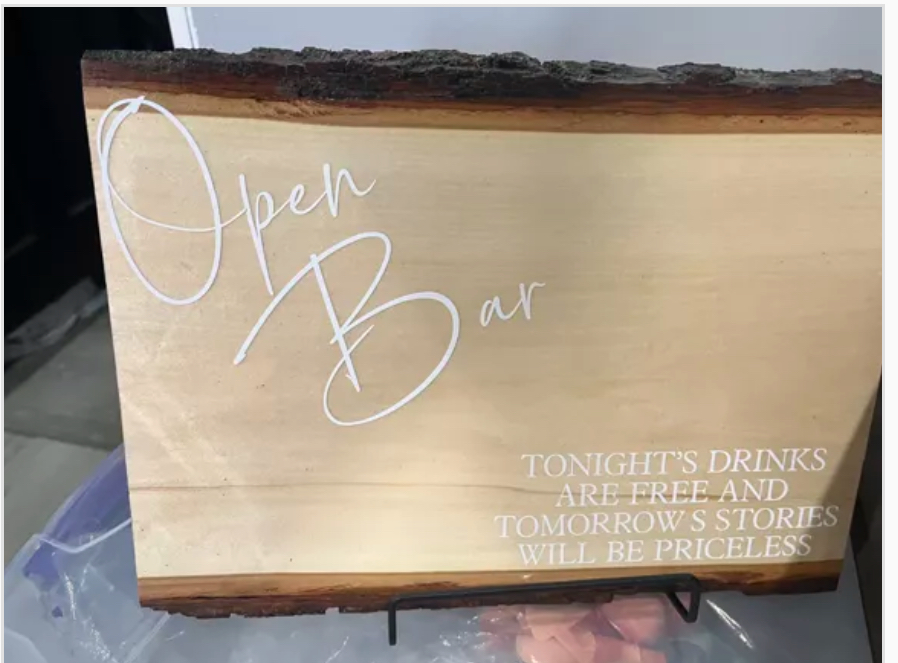 Open
Bar
TONIGHT'S DRINKS
ARE FREE AND
TOMORROW S STORIES
WILL BE PRICELESS